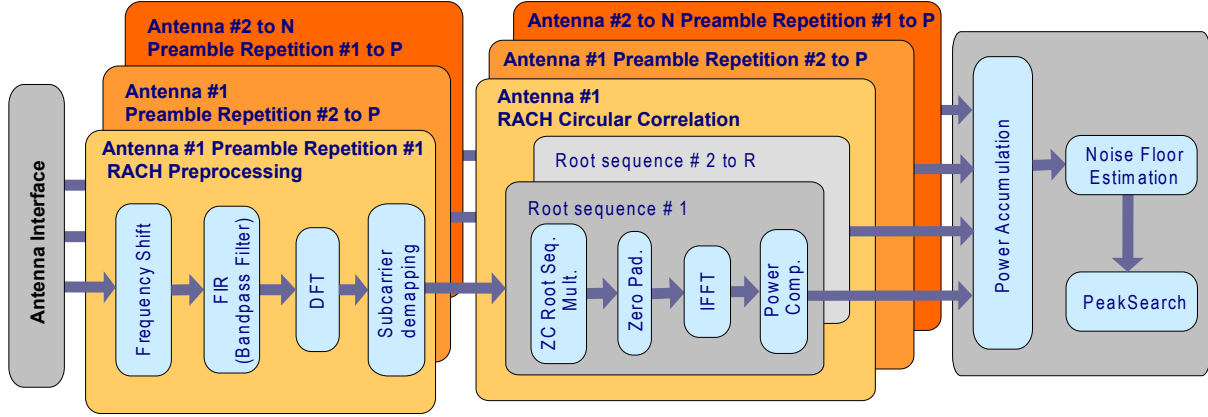 Antenna Interface
Antenna #2 to N
Preamble Repetition #1 to P
Antenna #1
Preamble Repetition #2 to P
Antenna #1 Preamble Repetition #1
RACH Preprocessing
Frequency Shift
FIR
(Bandpass Filter)
DFT
Subcarrier
demapping
Antenna #2 to N Preamble Repetition #1 to P
Antenna #1 Preamble Repetition #2 to P
Antenna #1
RACH Circular Correlation
Root sequence # 2 to R
Root sequence # 1
ZC Root Seq.
Mult.
Zero Pad.
IFFT
Power
Comp.
Power Accumulation
Noise Floor
Estimation
PeakSearch